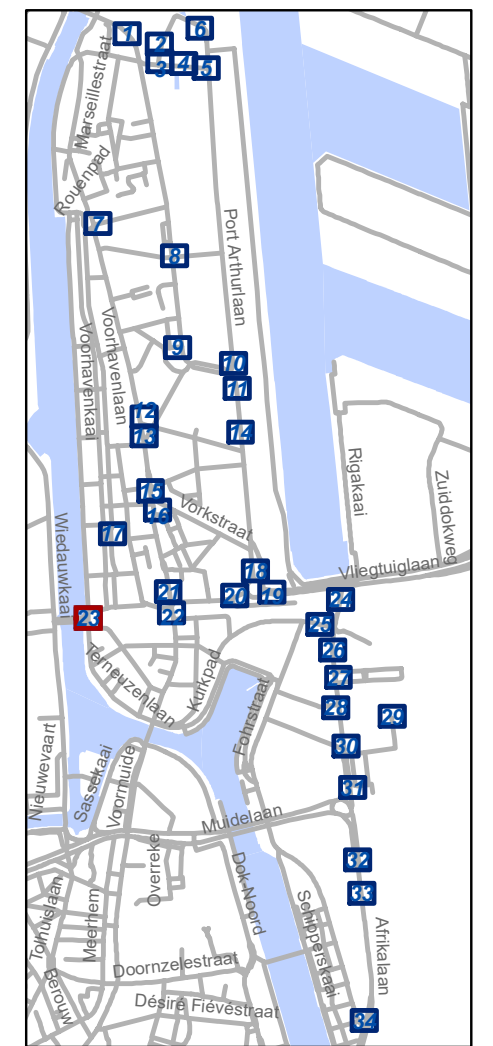 1
2
6
3
4
5
Marseillestraat
Rouenpad
7
Port Arthurlaan
8
Voorhavenlaan
Voorhavenkaai
9
10
11
12
13
14
Rigakaai
Zuiddokweg
15
16
Vorkstraat
17
Wiedauwkaai
18
Vliegtuiglaan
19
20
21
22
23
24
25
26
27
28
29
30
31
Terneuzenlaan
Kurkpad
Fohrstraat
Nieuwevaart
Sassekaai
Voormuide
Muidelaan
32
33
Overreke
Dok-Noord
Schipperskaai
Afrikalaan
Tolhuislaan
Meerhem
Doornzelestraat
Berouw
Désiré Fiévéstraat
34